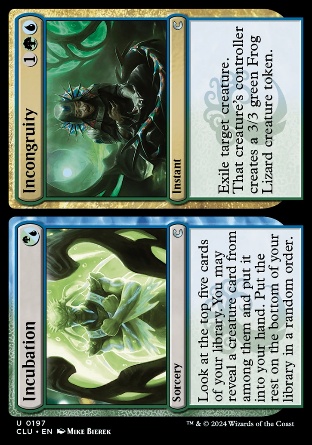 Incubation
Sorcery
Look at the top five cards
of your library. You may
reveal a creature card from
among them and put it
into your hand. Put the
rest on the bottom of your
library in a random order.
Incongruity
1
Instant
Exile target creature.
That creature's controller
creates a 3/3 green Frog
Lizard creature token.
U 0197
CLU • EN Mike Bierek
™ & © 2024 Wizards of the Coast